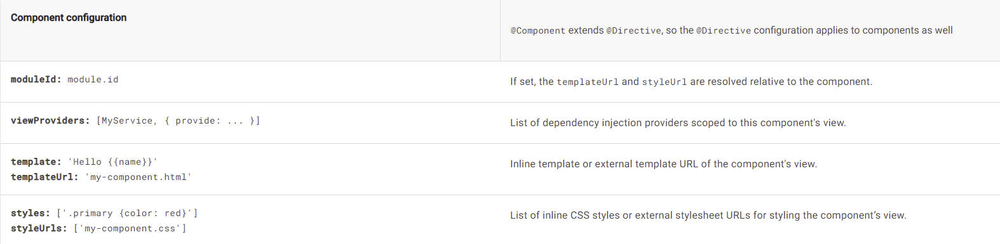 Component configuration
@Component extends @Directive, so the @Directive configuration applies to components as well
moduleId: module.id
If set, the templateUrl and styleUrl are resolved relative to the component.
viewProviders: [MyService, { provide: ... }]
List of dependency injection providers scoped to this component's view.
template: 'Hello {{name}}'
templateUrl: 'my-component.html'
Inline template or external template URL of the component's view.
styles: ['.primary {color: red}']
styleUrls: ['my-component.css']
List of inline CSS styles or external stylesheet URLs for styling the component’s view.